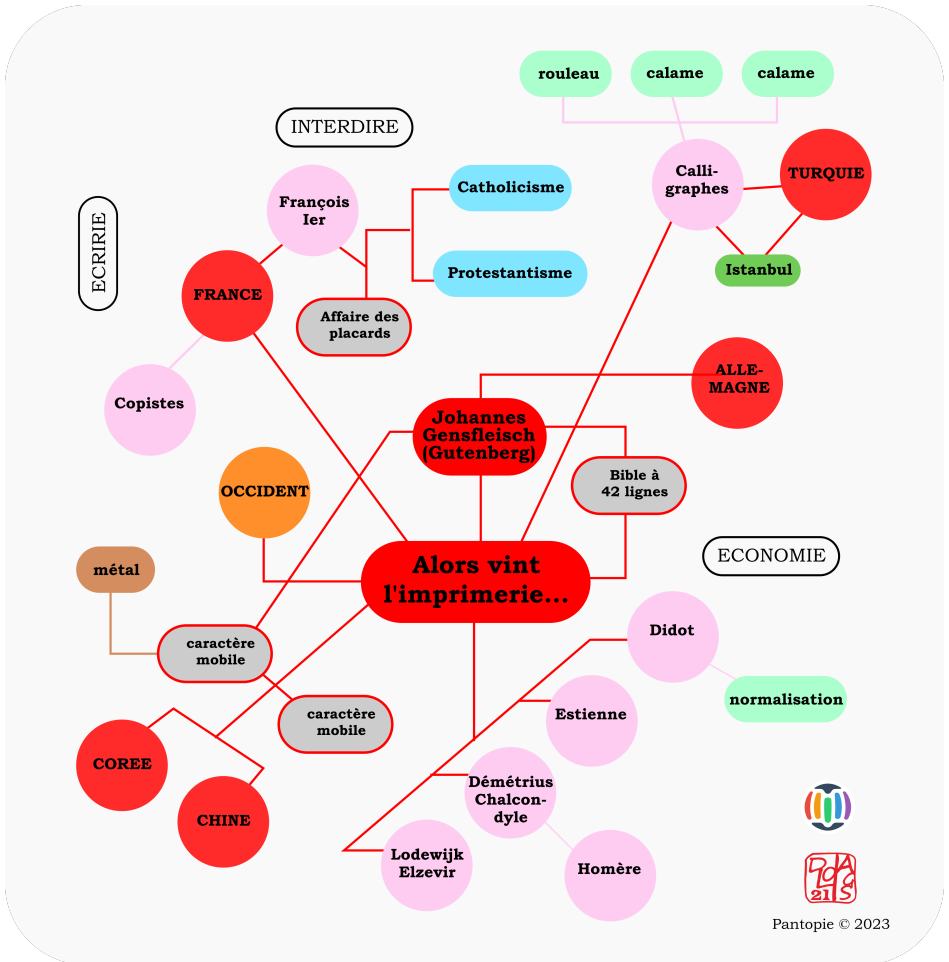 rouleau
calame
calame
INTERDIRE
Calli-
graphes
TURQUIE
François
Ier
Catholicisme
ECRIRIE
Protestantisme
Istanbul
FRANCE
Affaire des
placards
ALLE-
MAGNE
Copistes
Johannes
Gensfleisch
(Gutenberg)
OCCIDENT
Bible à
42 lignes
ECONOMIE
Alors vint
l'imprimerie...
métal
caractère
mobile
Didot
normalisation
caractère
mobile
Estienne
COREE
CHINE
Démétrius
Chalcon-
dyle
Lodewijk
Elzevir
Homère
21
Pantopie © 2023